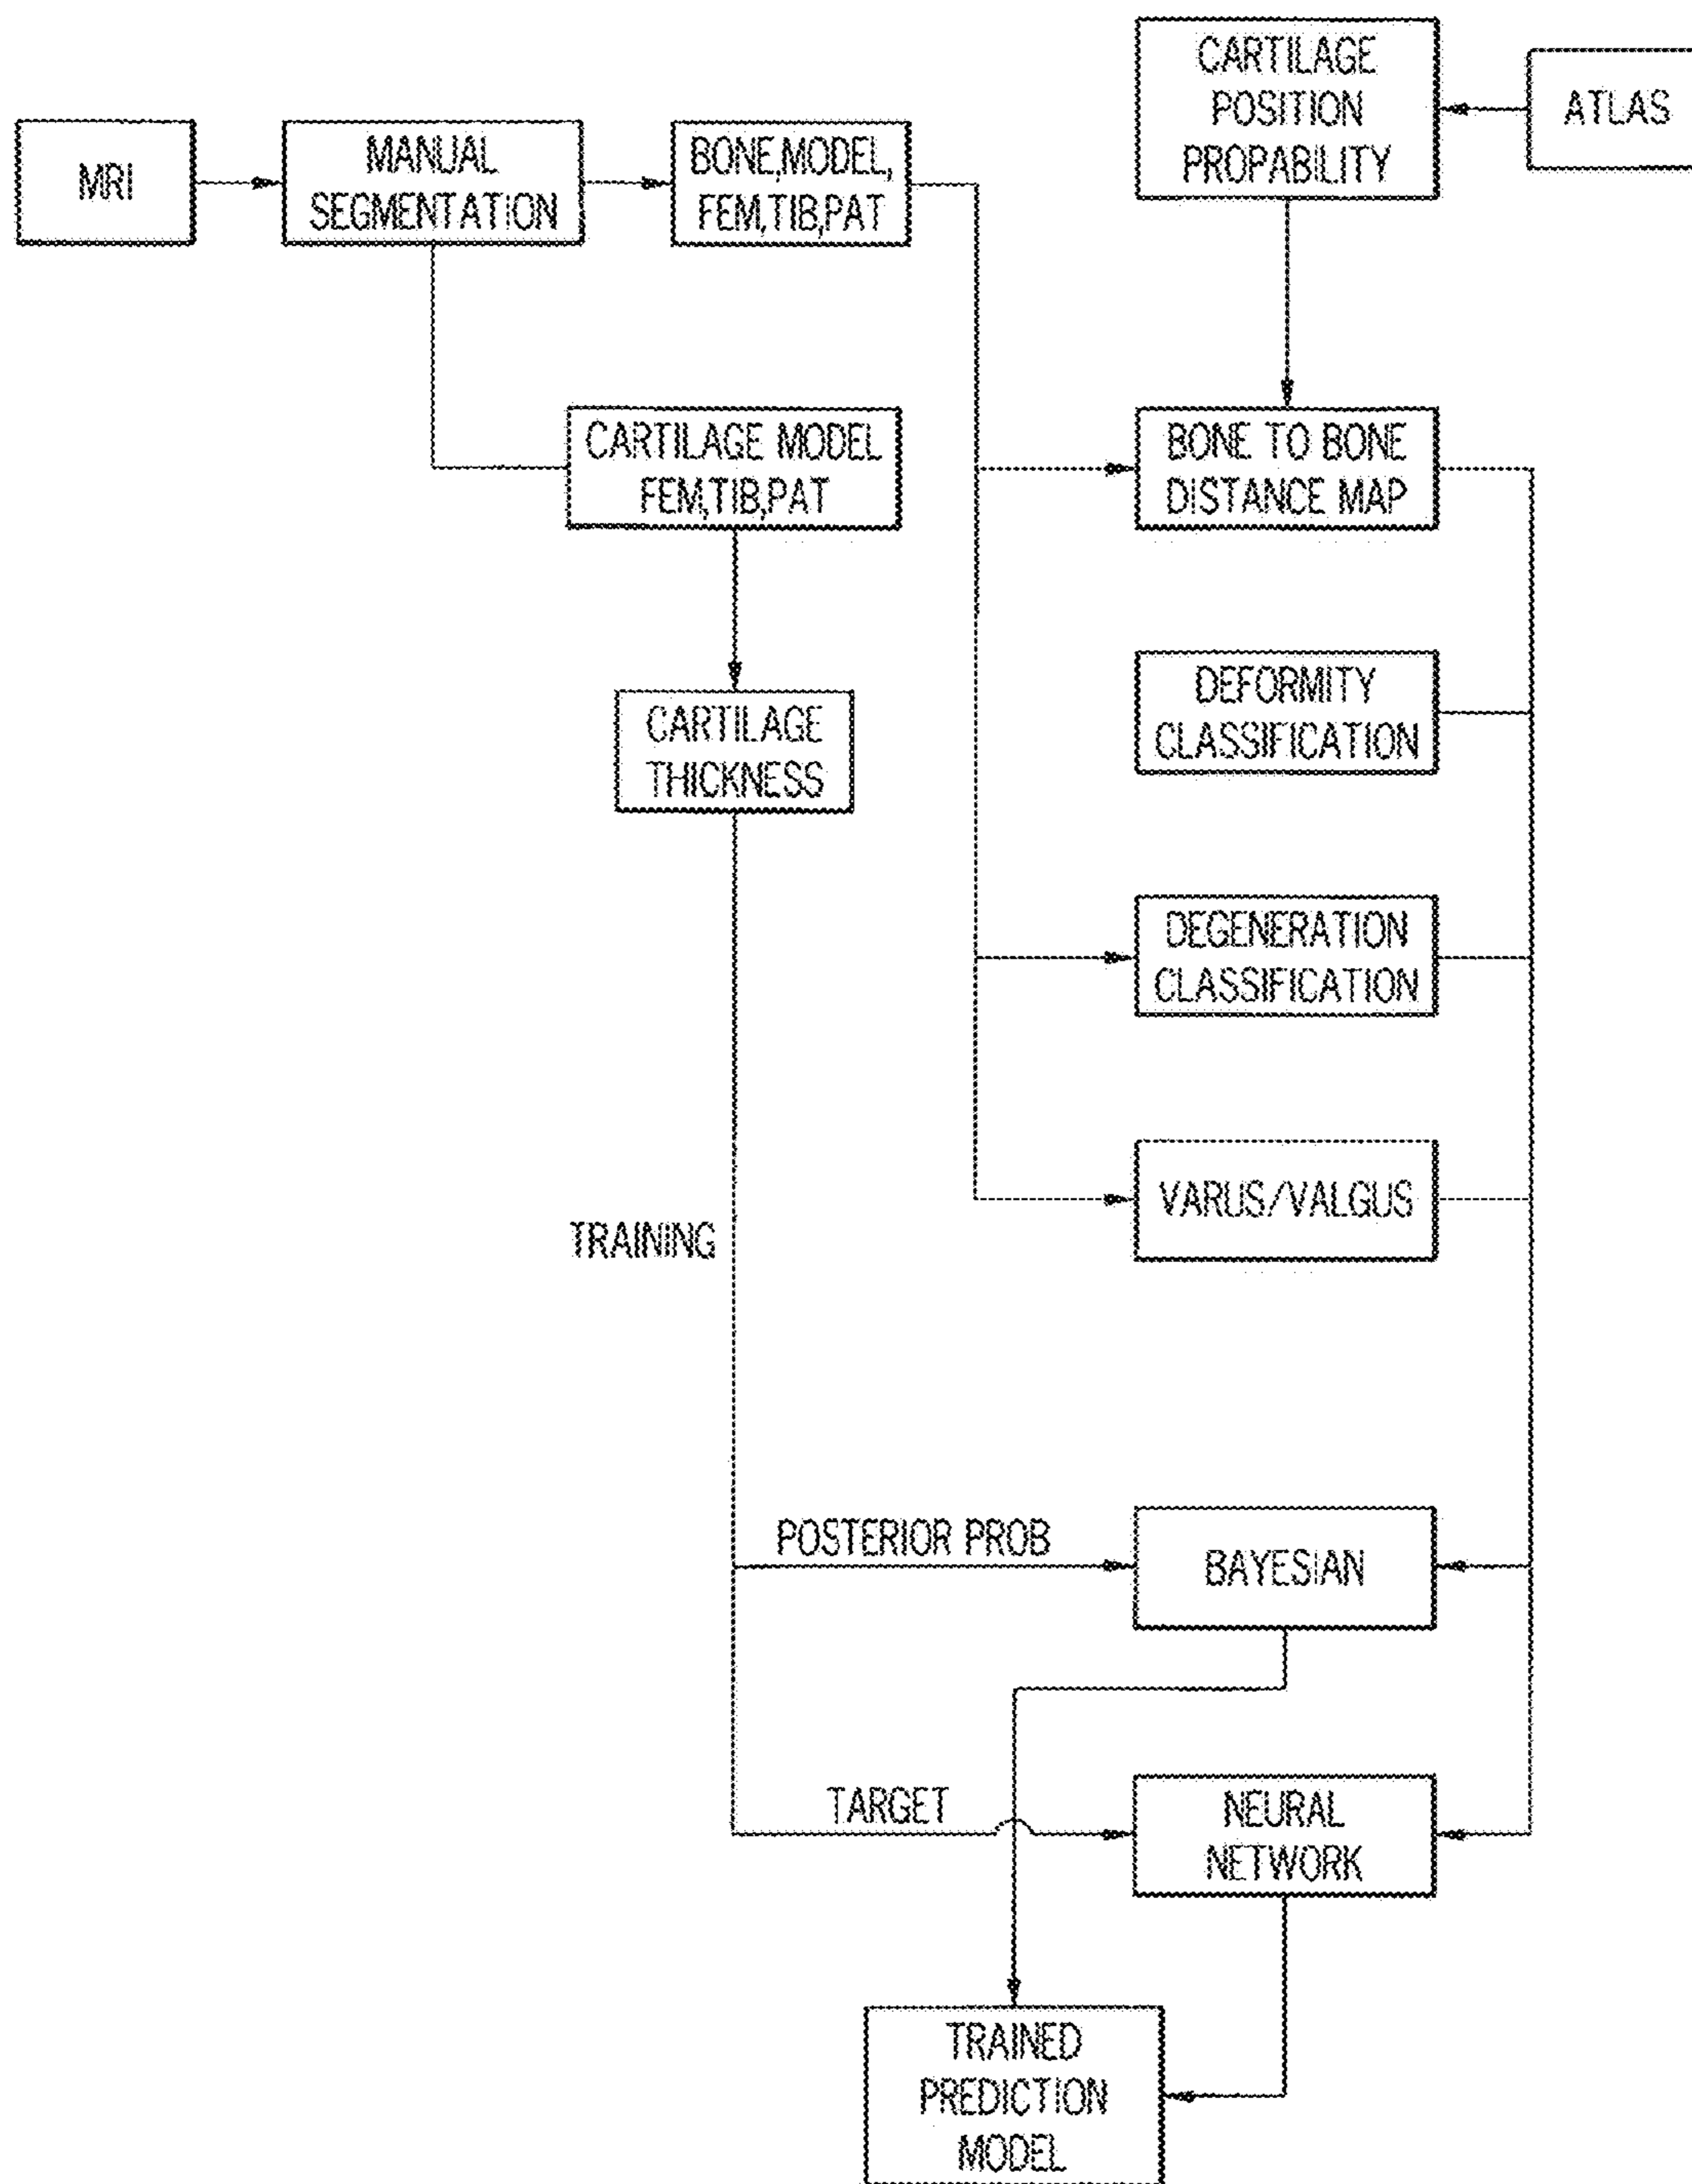 MRI
MANUAL
SEGMENTATION
BONE,MODEL,
FEM,TIB,PAT
CARTILAGE
POSITION
PROPABILITY
ATLAS
CARTILAGE MODEL
FEM,TIB,PAT
BONE TO BONE
DISTANCE MAP
CARTILAGE
THICKNESS
DEFORMITY
CLASSIFICATION
DEGENERATION
CLASSIFICATION
VARUS/VALGUS
TRAINING
POSTERIOR PROB
BAYESIAN
TARGET
NEURAL
NETWORK
TRAINED
PREDICTION
MODEL